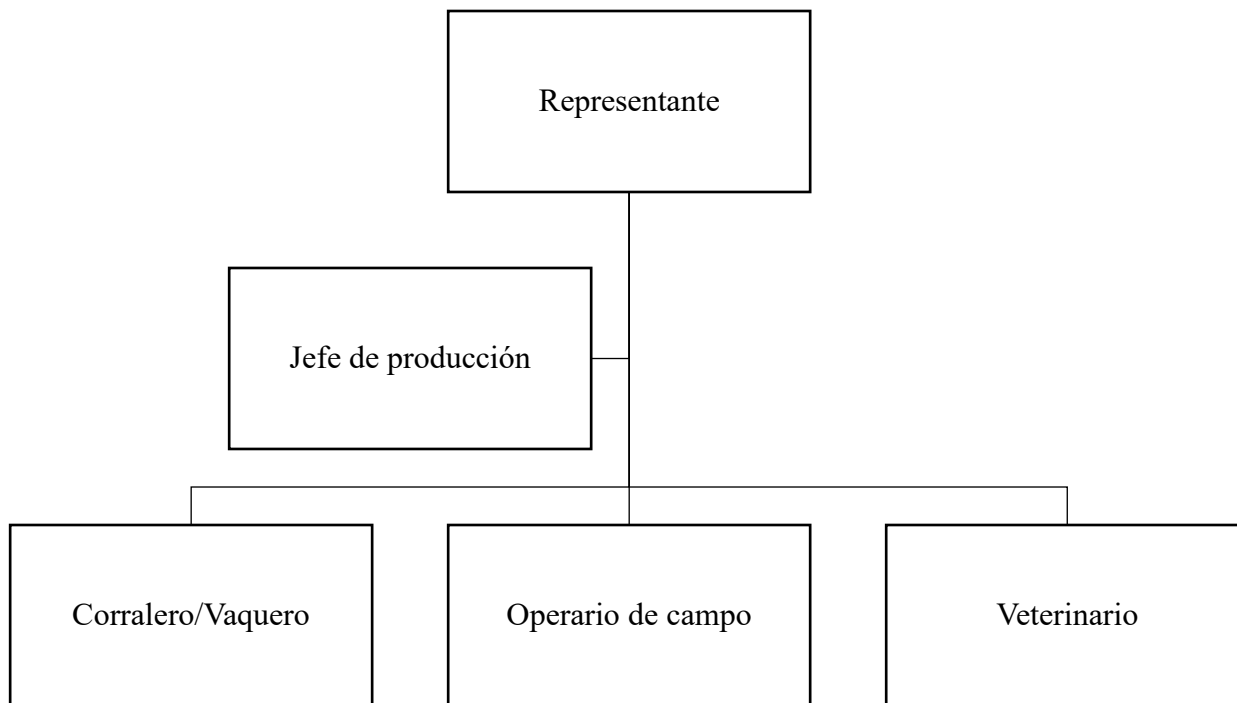 Representante
Jefe de producción
Corralero/Vaquero
Operario de campo
Veterinario